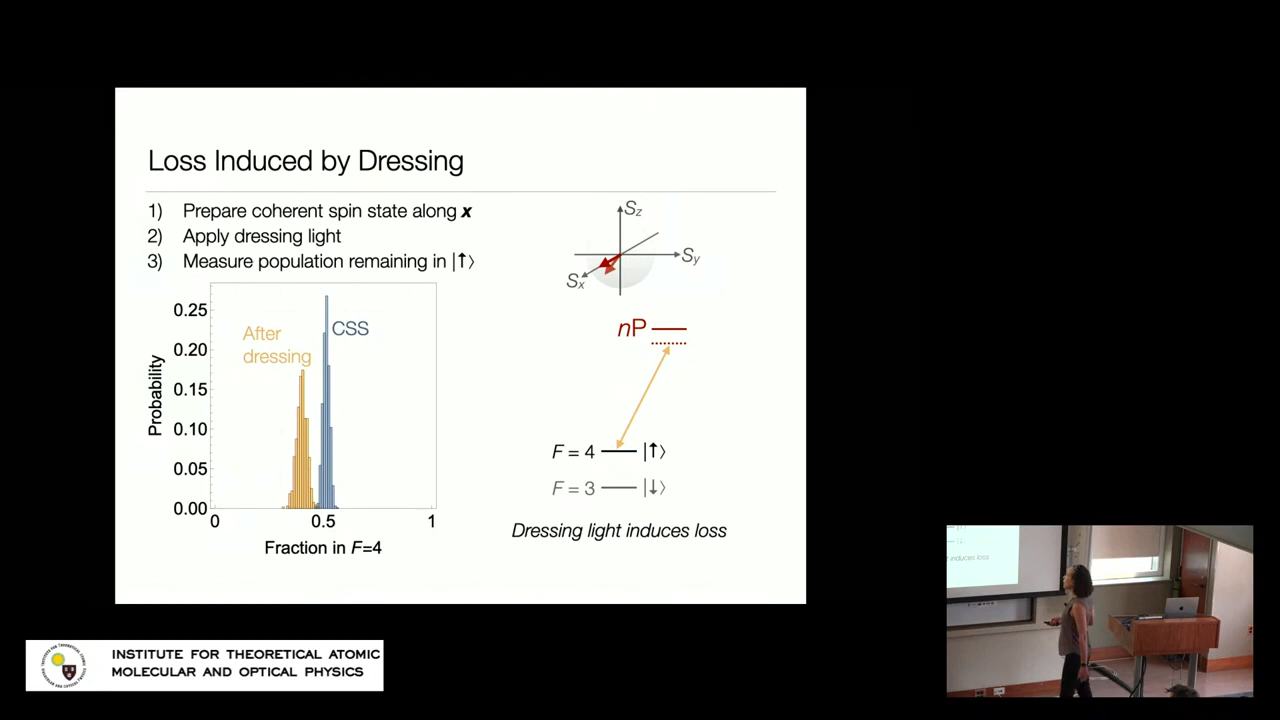 Loss Induced by Dressing
1) Prepare coherent spin state along x
2) Apply dressing light
3) Measure population remaining in |↑⟩
Sz
Sy
Sx
0.25
0.20
0.15
0.10
0.05
0.00
Probability
After
dressing
CSS
0
0.5
1
Fraction in F=4
nP
F = 4
|↑⟩
F = 3
|↓⟩
Dressing light induces loss
INSTITUTE FOR THEORETICAL ATOMIC
MOLECULAR AND OPTICAL PHYSICS